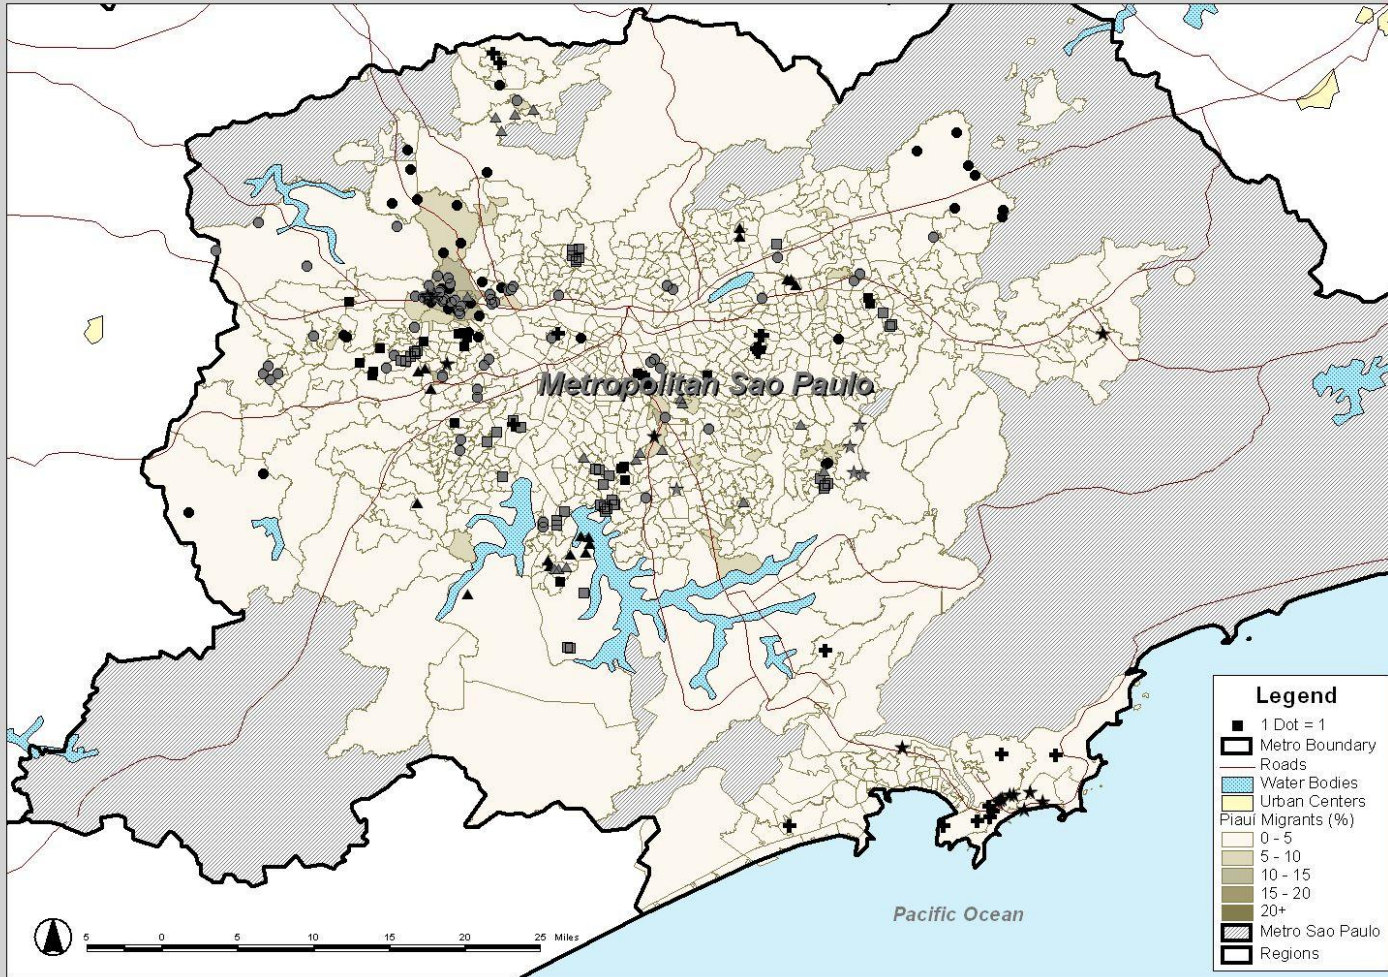 Metropolitan Sao Paulo
Legend
1 Dot = 1
Metro Boundary
Roads
Water Bodies
Urban Centers
Piauí Migrants (%)
0 - 5
5 - 10
10 - 15
15 - 20
20+
Metro Sao Paulo
Regions
Pacific Ocean
5 0 5 10 15 20 25 Miles